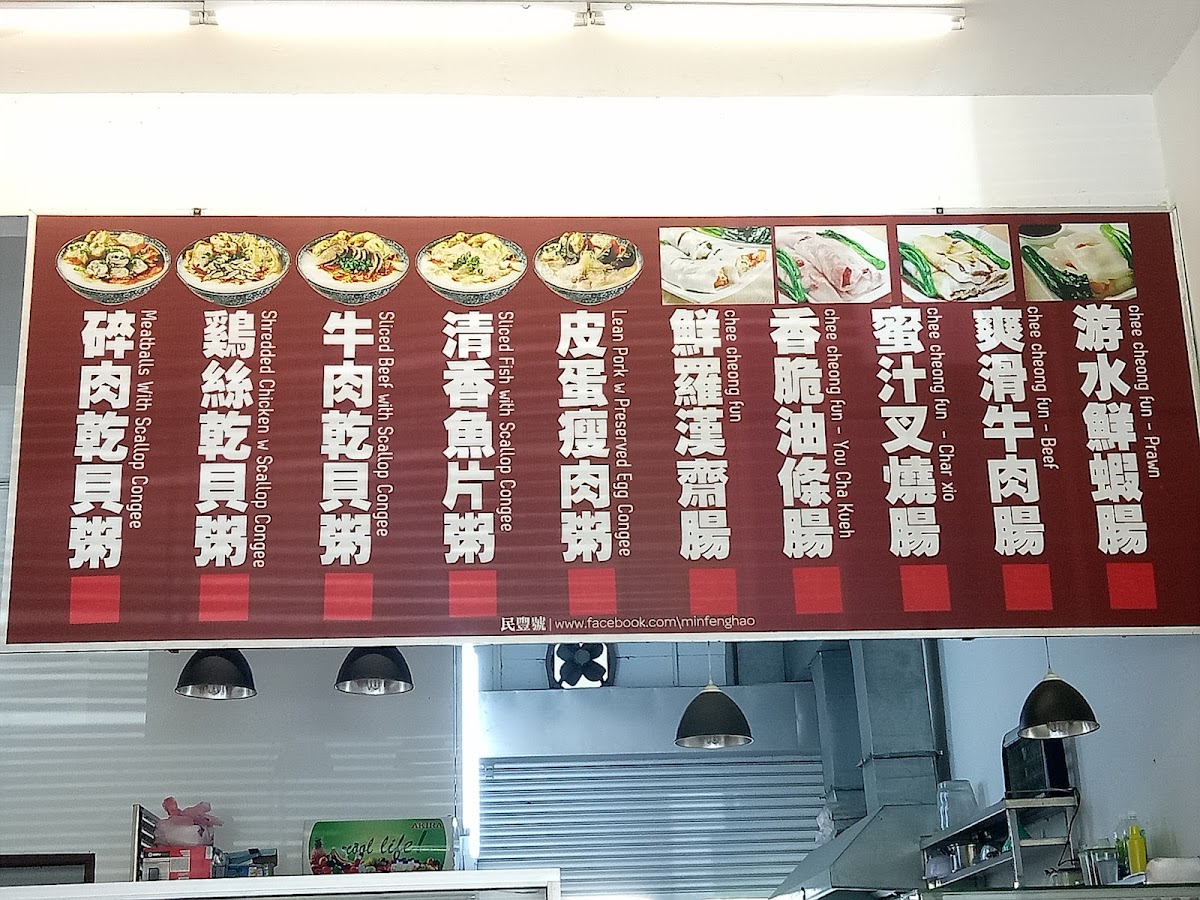 碎肉乾貝粥
Meatballs With Scallop Congee
鷄絲乾貝粥
Shredded Chicken w Scallop Congee
牛肉乾貝粥
Sliced Beef with Scallop Congee
清香魚片粥
Sliced Fish with Scallop Congee
皮蛋瘦肉粥
Lean Pork w Preserved Egg Congee
鮮羅漢齋腸
chee cheong fun
香脆油條腸
chee cheong fun - You Cha Kueh
蜜汁叉燒腸
chee cheong fun - Char xio
爽滑牛肉腸
chee cheong fun - Beef
游水鮮蝦腸
chee cheong fun - Prawn
民豐號 | www.facebook.com\minfenghao
AKIRA
cool life!